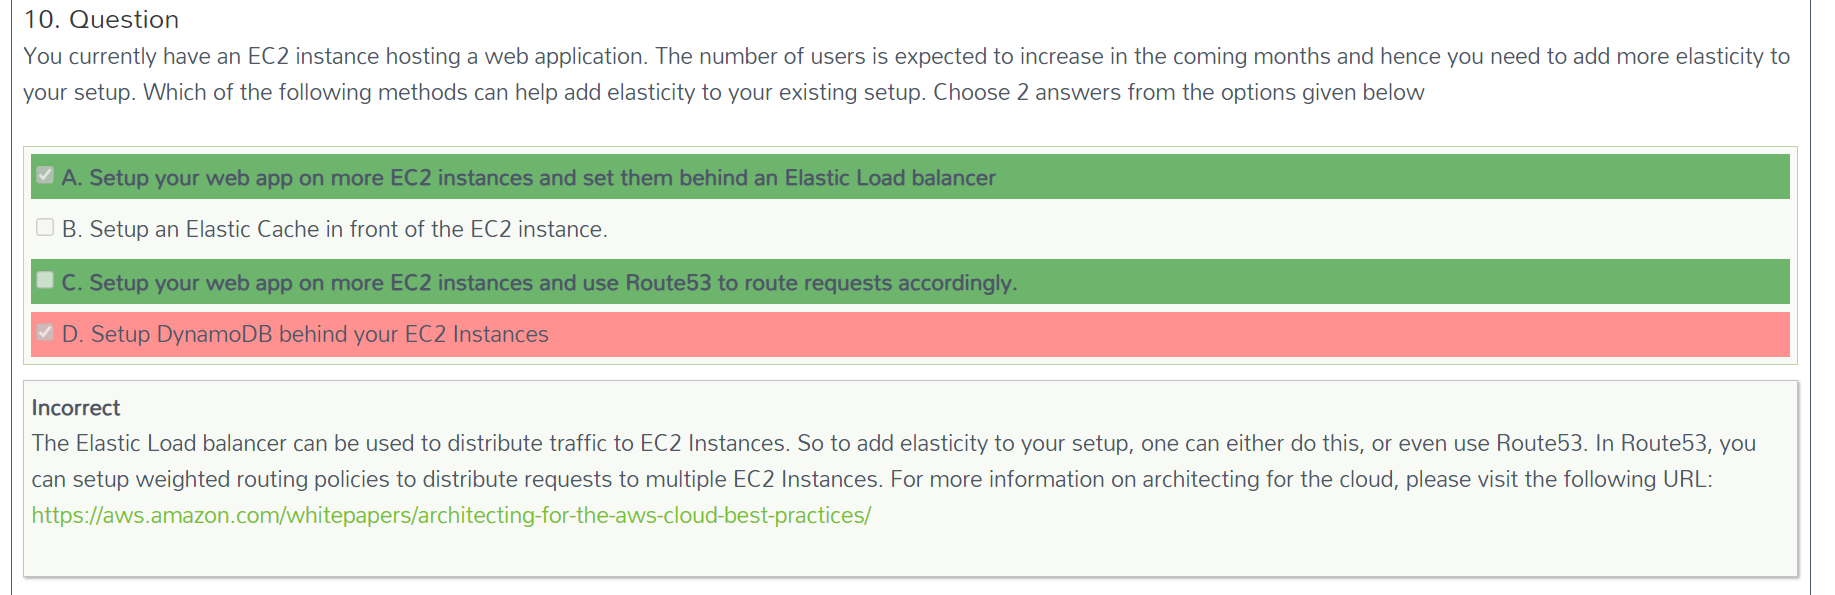 10. Question
You currently have an EC2 instance hosting a web application. The number of users is expected to increase in the coming months and hence you need to add more elasticity to
your setup. Which of the following methods can help add elasticity to your existing setup. Choose 2 answers from the options given below
A. Setup your web app on more EC2 instances and set them behind an Elastic Load balancer
B. Setup an Elastic Cache in front of the EC2 instance.
C. Setup your web app on more EC2 instances and use Route53 to route requests accordingly.
D. Setup DynamoDB behind your EC2 Instances
Incorrect
The Elastic Load balancer can be used to distribute traffic to EC2 Instances. So to add elasticity to your setup, one can either do this, or even use Route53. In Route53, you
can setup weighted routing policies to distribute requests to multiple EC2 Instances. For more information on architecting for the cloud, please visit the following URL:
https://aws.amazon.com/whitepapers/architecting-for-the-aws-cloud-best-practices/